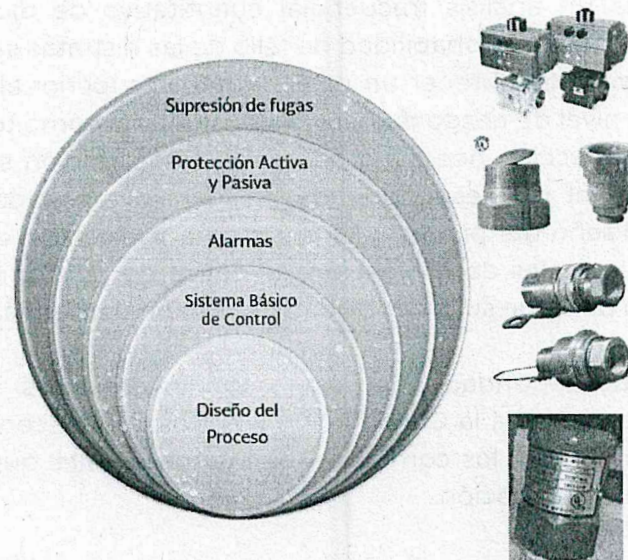 Supresión de fugas
Protección Activa
y Pasiva
Alarmas
Sistema Básico
de Control
Diseño del
Proceso